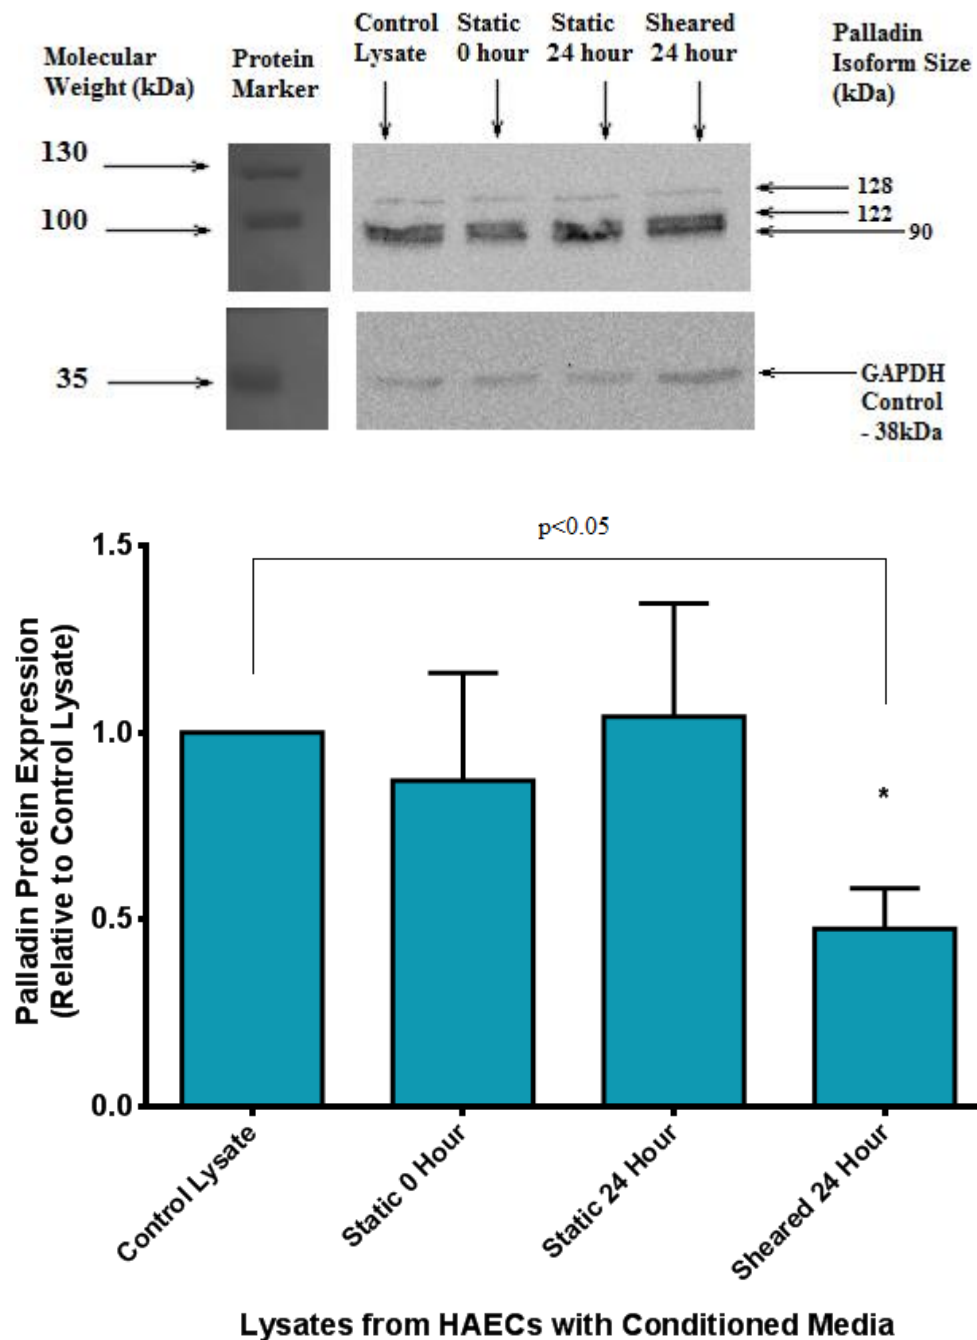 Molecular
Weight (kDa)
Protein
Marker
Control
Lysate
Static
0 hour
Static
24 hour
Sheared
24 hour
Palladin
Isoform Size
(kDa)
130
100
35
128
122
90
GAPDH
Control
- 38kDa
p<0.05
*
Palladin Protein Expression
(Relative to Control Lysate)
1.5
1.0
0.5
0.0
Control Lysate
Static 0 Hour
Static 24 Hour
Sheared 24 Hour
Lysates from HAECs with Conditioned Media